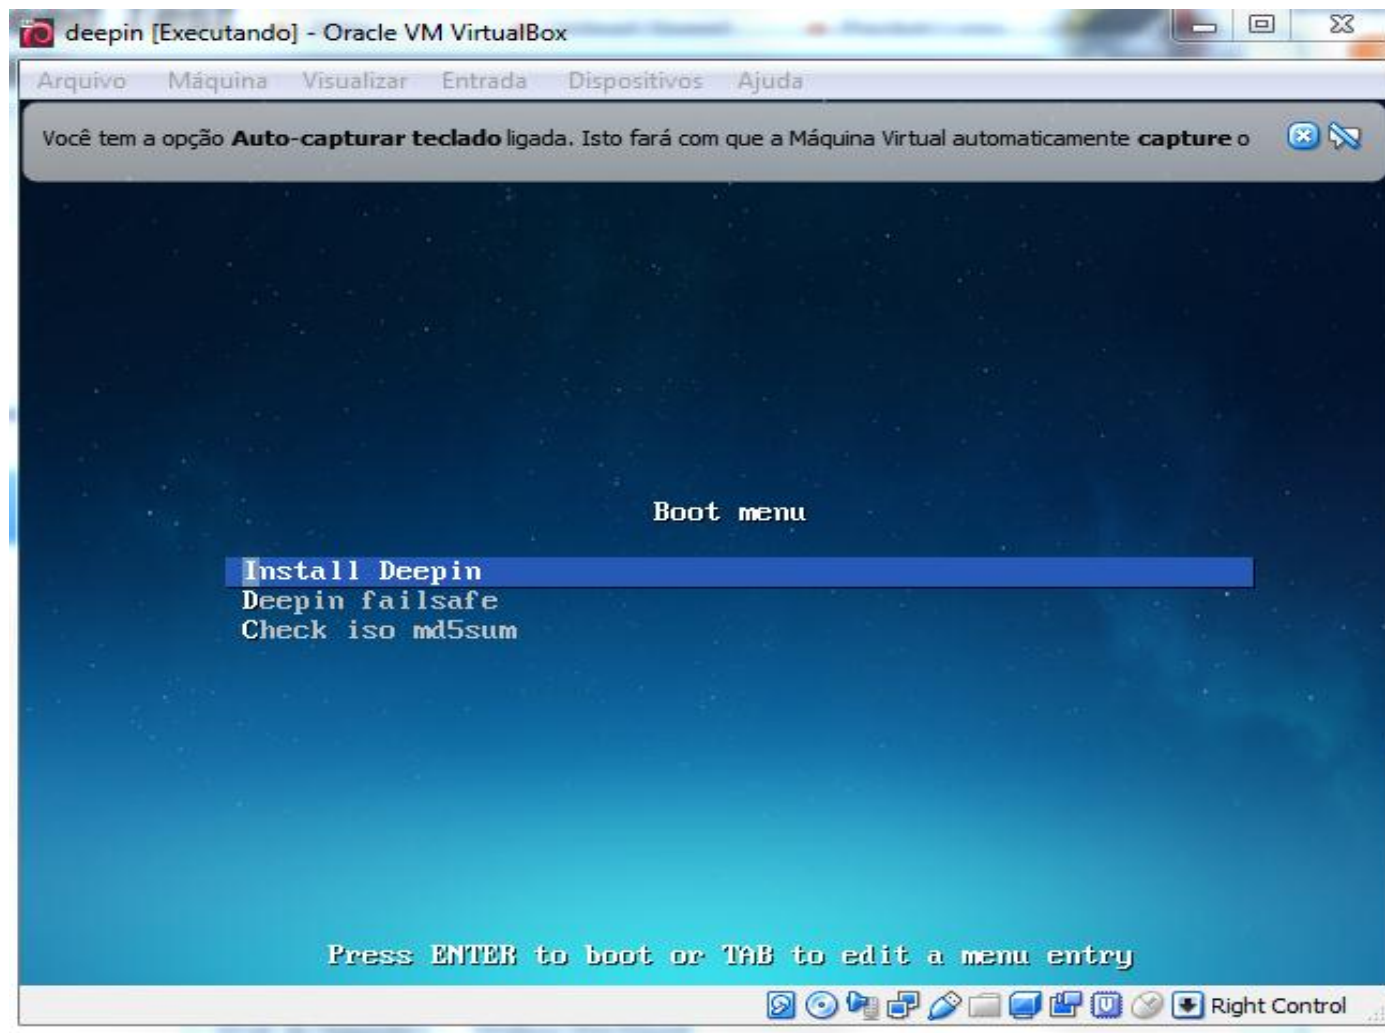 deepin [Executando] - Oracle VM VirtualBox
Arquivo Máquina Visualizar Entrada Dispositivos Ajuda
Você tem a opção Auto-capturar teclado ligada. Isto fará com que a Máquina Virtual automaticamente capture o
Boot menu
Install Deepin
Deepin failsafe
Check iso md5sum
Press ENTER to boot or TAB to edit a menu entry
Right Control